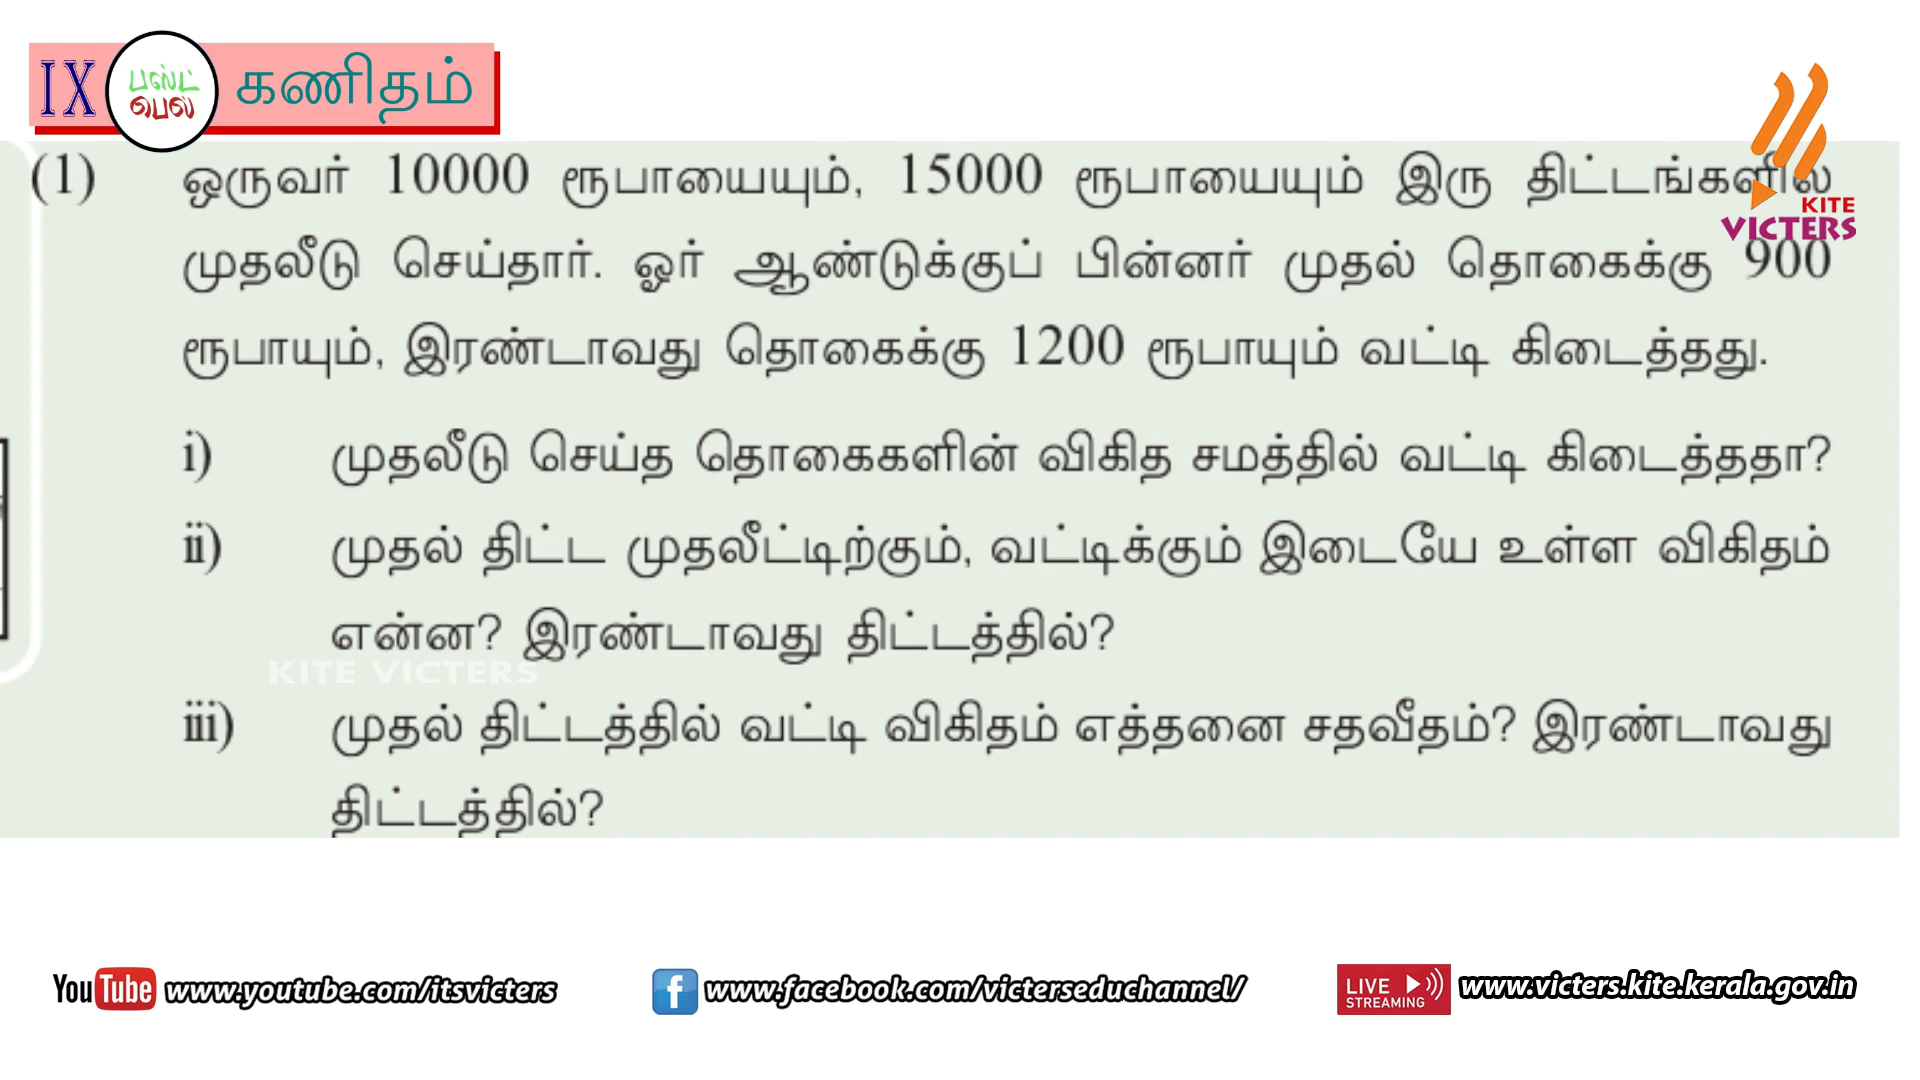 IX பஸ்ட் பெல் கணிதம்
(1) ஒருவர் 10000 ரூபாயையும், 15000 ரூபாயையும் இரு திட்டங்களில்
KITE
VICTERS
முதலீடு செய்தார். ஓர் ஆண்டுக்குப் பின்னர் முதல் தொகைக்கு 900
ரூபாயும், இரண்டாவது தொகைக்கு 1200 ரூபாயும் வட்டி கிடைத்தது.
i) முதலீடு செய்த தொகைகளின் விகித சமத்தில் வட்டி கிடைத்ததா?
ii) முதல் திட்ட முதலீட்டிற்கும், வட்டிக்கும் இடையே உள்ள விகிதம்
என்ன? இரண்டாவது திட்டத்தில்?
KITE VICTERS
iii) முதல் திட்டத்தில் வட்டி விகிதம் எத்தனை சதவீதம்? இரண்டாவது
திட்டத்தில்?
YouTube www.youtube.com/itsvicters f www.facebook.com/victerseduchannel/ LIVE STREAMING www.victers.kite.kerala.gov.in